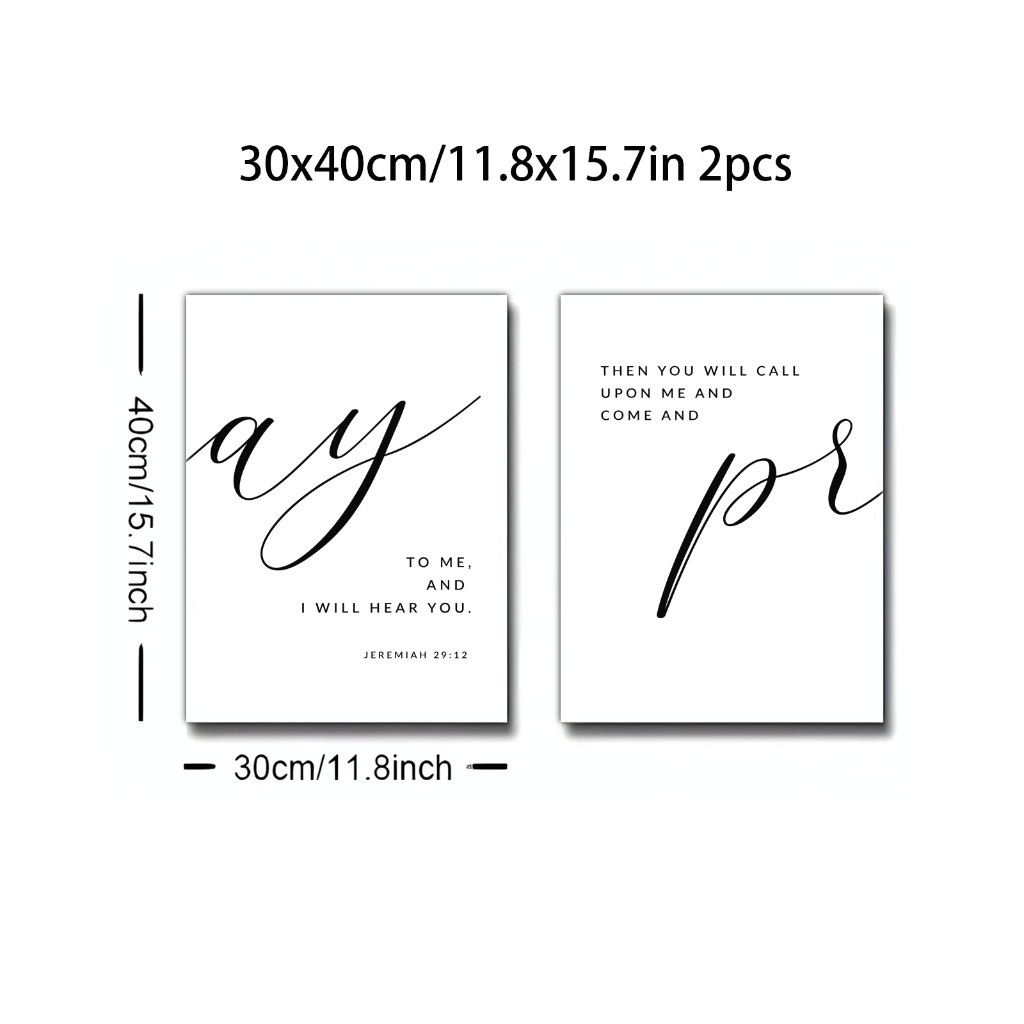 30x40cm/11.8x15.7in 2pcs
40cm/15.7inch
ay
TO ME,
AND
I WILL HEAR YOU.
JEREMIAH 29:12
THEN YOU WILL CALL
UPON ME AND
COME AND
pr
30cm/11.8inch